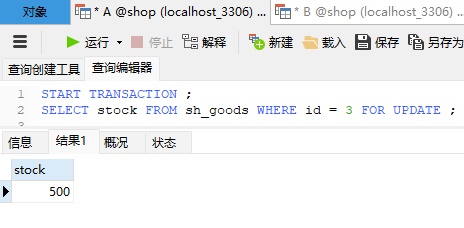 对象 * A @shop (localhost_3306) ... * B @shop (localhost_3306) ...
运行 停止 解释 新建 载入 保存 另存为
查询创建工具 查询编辑器
1 START TRANSACTION ;
2 SELECT stock FROM sh_goods WHERE id = 3 FOR UPDATE ;
3
信息 结果1 概况 状态
stock
500